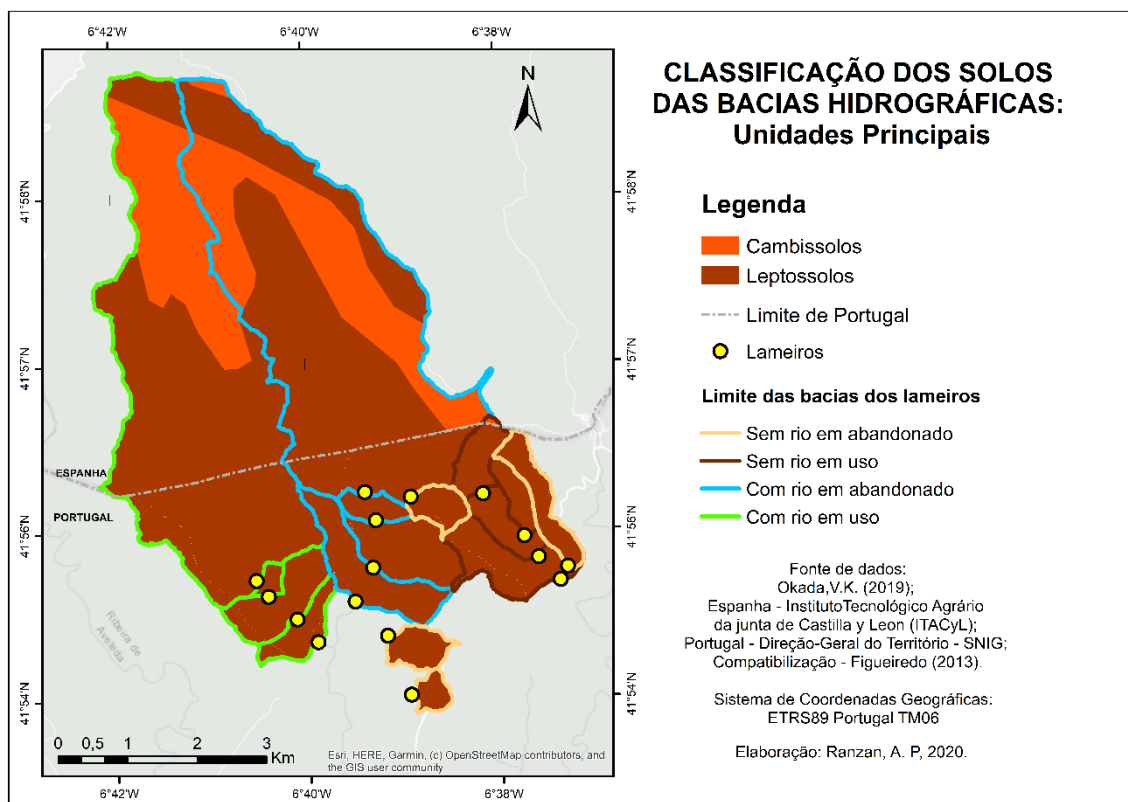 6°42'W
6°40'W
6°38'W
N
CLASSIFICAÇÃO DOS SOLOS
DAS BACIAS HIDROGRÁFICAS:
Unidades Principais
41°58'N
41°58'N
Legenda
Cambissolos
Leptossolos
Limite de Portugal
Lameiros
41°57'N
41°57'N
Limite das bacias dos lameiros
Sem rio em abandonado
Sem rio em uso
Com rio em abandonado
Com rio em uso
ESPANHA
PORTUGAL
41°56'N
41°56'N
Ribeira de
Aveleda
Fonte de dados:
Okada,V.K. (2019);
Espanha - InstitutoTecnológico Agrário
da junta de Castilla y Leon (ITACyL);
Portugal - Direção-Geral do Território - SNIG;
Compatibilização - Figueiredo (2013).
41°54'N
41°54'N
Sistema de Coordenadas Geográficas:
ETRS89 Portugal TM06
Elaboração: Ranzan, A. P, 2020.
0 0,5 1 2 3
Km
Esri, HERE, Garmin, (c) OpenStreetMap contributors, and
the GIS user community
6°42'W
6°40'W
6°38'W